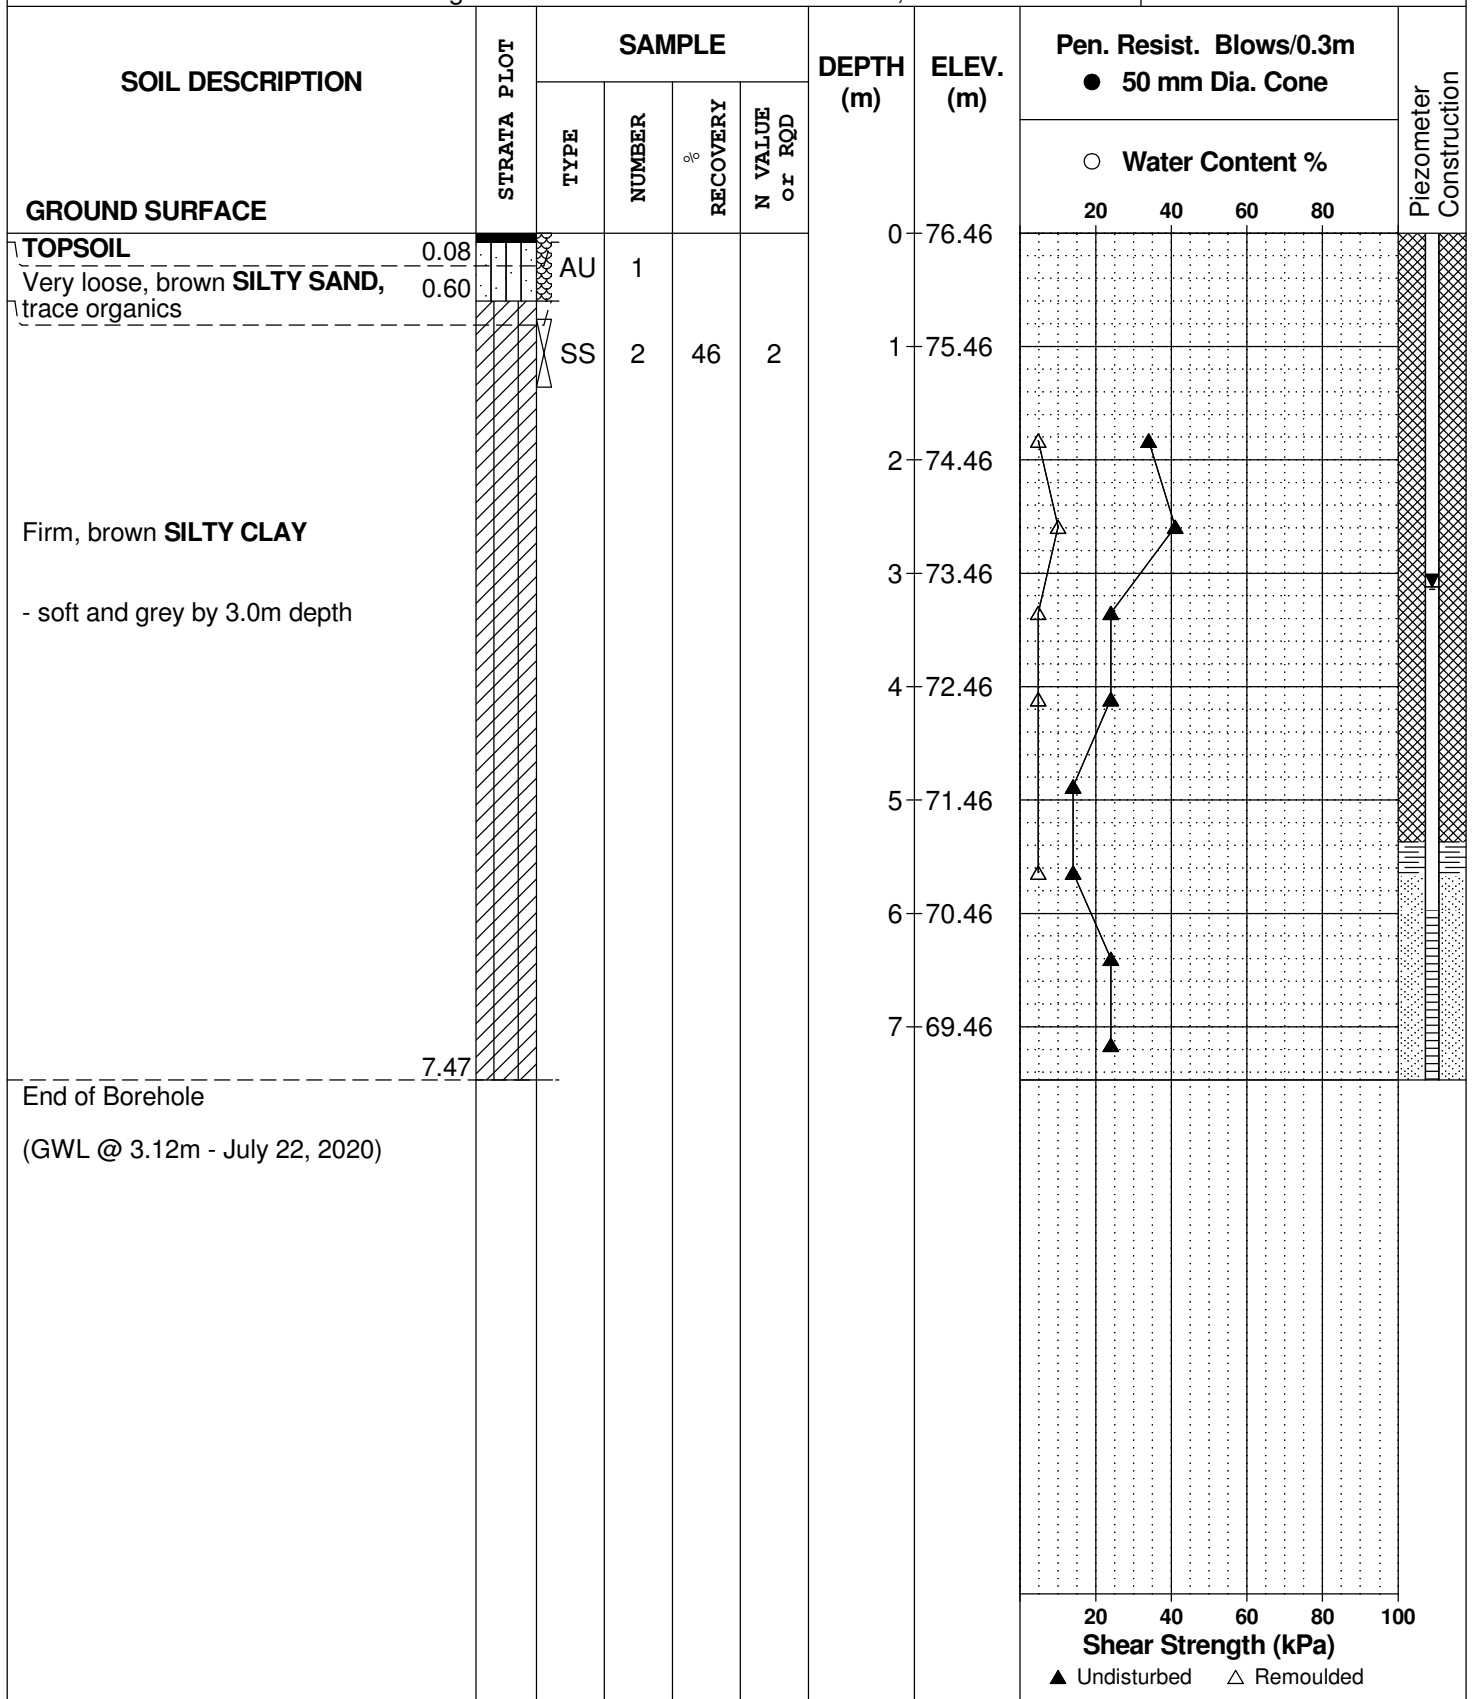 SOIL DESCRIPTION
GROUND SURFACE
STRATA PLOT
SAMPLE
TYPE
NUMBER
% RECOVERY
N VALUE or RQD
DEPTH (m)
ELEV. (m)
Pen. Resist. Blows/0.3m
● 50 mm Dia. Cone
○ Water Content %
20 40 60 80
Piezometer Construction
TOPSOIL 0.08
Very loose, brown SILTY SAND, 0.60
trace organics
AU 1
SS 2 46 2
0 76.46
1 75.46
2 74.46
3 73.46
4 72.46
5 71.46
6 70.46
7 69.46
Firm, brown SILTY CLAY
- soft and grey by 3.0m depth
7.47
End of Borehole
(GWL @ 3.12m - July 22, 2020)
20 40 60 80 100
Shear Strength (kPa)
▲ Undisturbed △ Remoulded